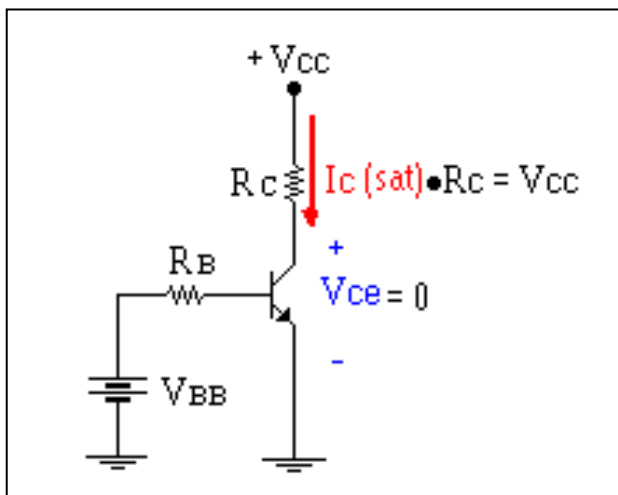 + Vcc
Rc Ic (sat)•Rc = Vcc
+
RB
Vce = 0
-
VBB